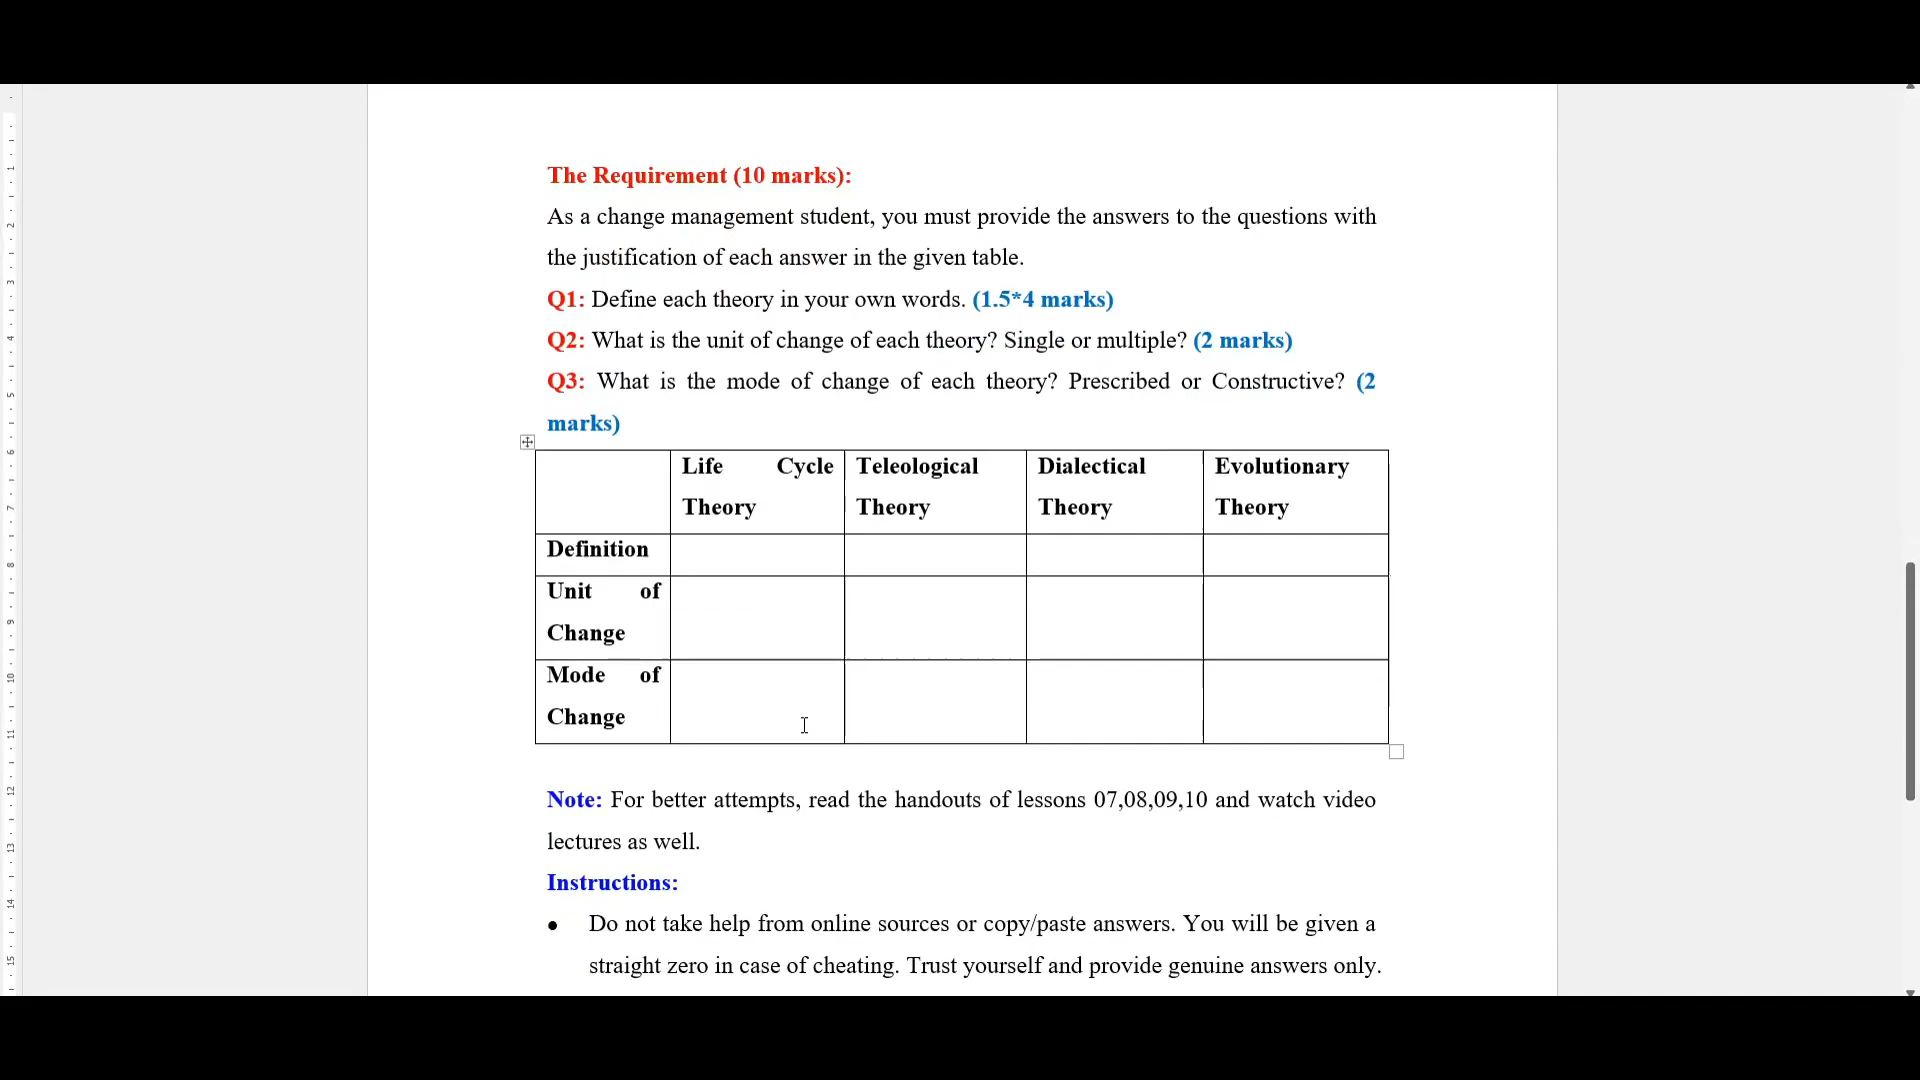 The Requirement (10 marks):
As a change management student, you must provide the answers to the questions with
the justification of each answer in the given table.
Q1: Define each theory in your own words. (1.5*4 marks)
Q2: What is the unit of change of each theory? Single or multiple? (2 marks)
Q3: What is the mode of change of each theory? Prescribed or Constructive? (2
marks)
Life Cycle Theory
Teleological Theory
Dialectical Theory
Evolutionary Theory
Definition
Unit of Change
Mode of Change
Note: For better attempts, read the handouts of lessons 07,08,09,10 and watch video
lectures as well.
Instructions:
● Do not take help from online sources or copy/paste answers. You will be given a
straight zero in case of cheating. Trust yourself and provide genuine answers only.